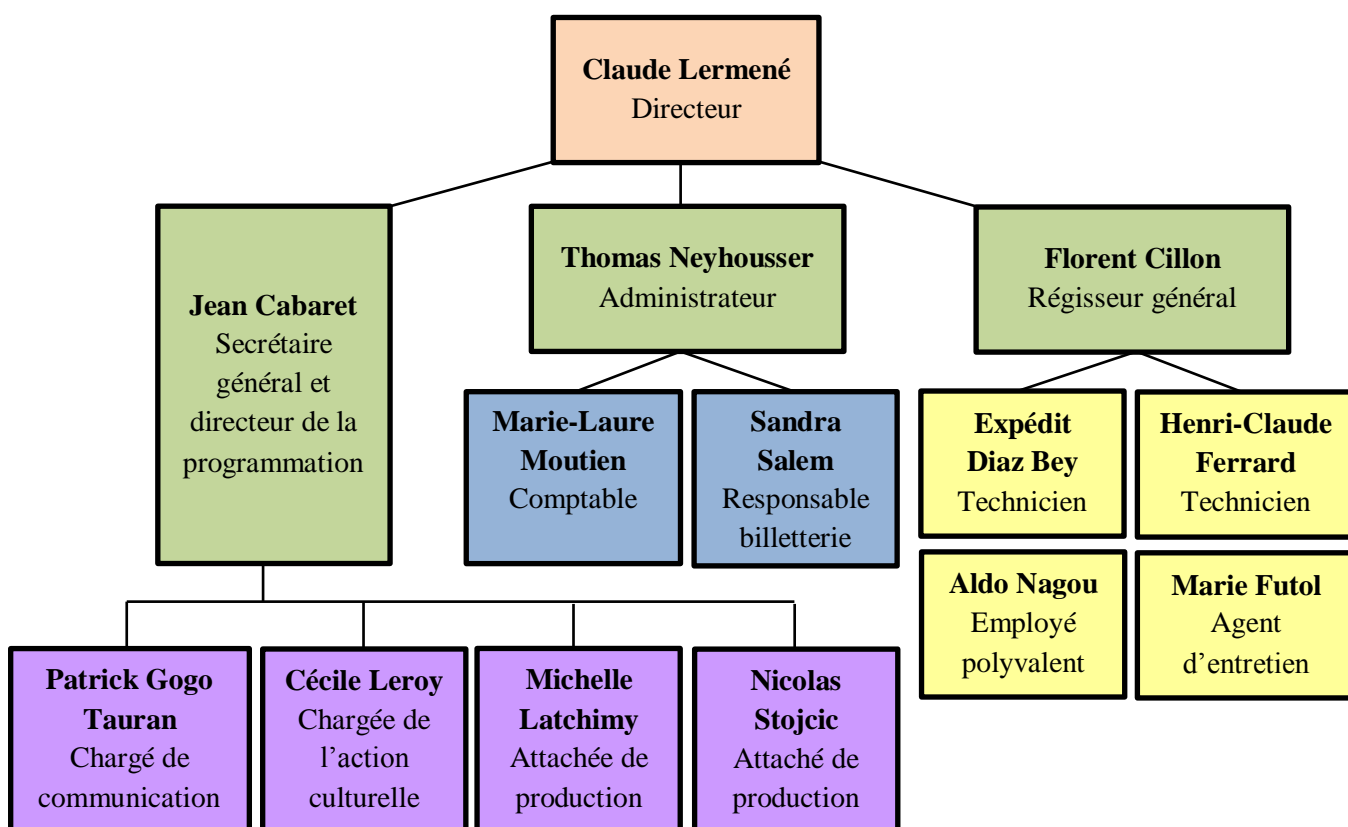 Claude Lermené
Directeur
Jean Cabaret
Secrétaire
général et
directeur de la
programmation
Thomas Neyhousser
Administrateur
Florent Cillon
Régisseur général
Marie-Laure
Moutien
Comptable
Sandra
Salem
Responsable
billetterie
Expédit
Diaz Bey
Technicien
Henri-Claude
Ferrard
Technicien
Aldo Nagou
Employé
polyvalent
Marie Futol
Agent
d’entretien
Patrick Gogo
Tauran
Chargé de
communication
Cécile Leroy
Chargée de
l’action
culturelle
Michelle
Latchimy
Attachée de
production
Nicolas
Stojcic
Attaché de
production